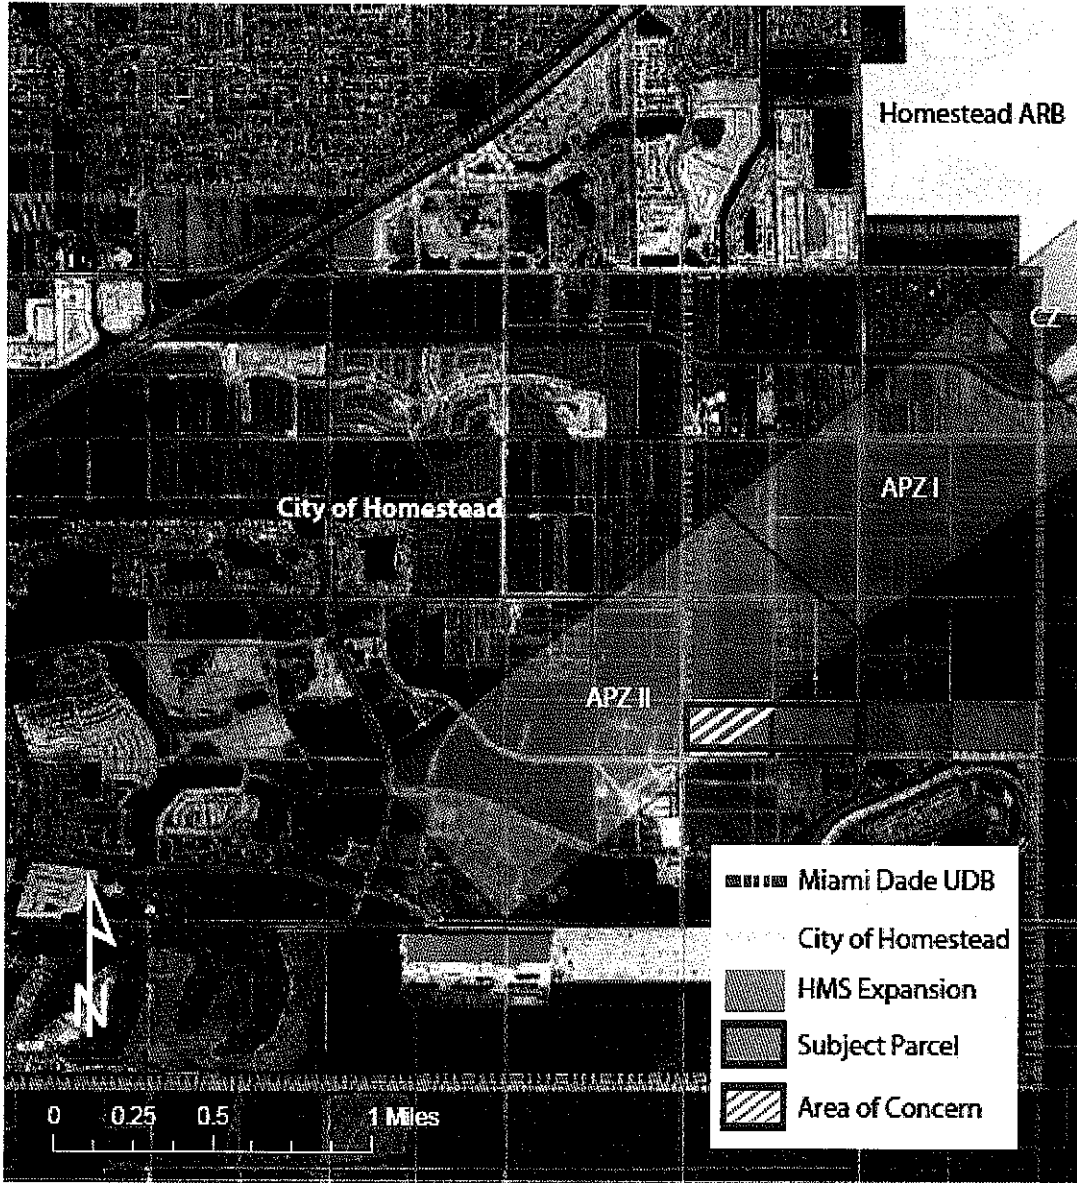 Homestead ARB
CZ
APZ I
City of Homestead
APZ II
Miami Dade UDB
City of Homestead
HMS Expansion
Subject Parcel
Area of Concern
N
0 0.25 0.5 1 Miles